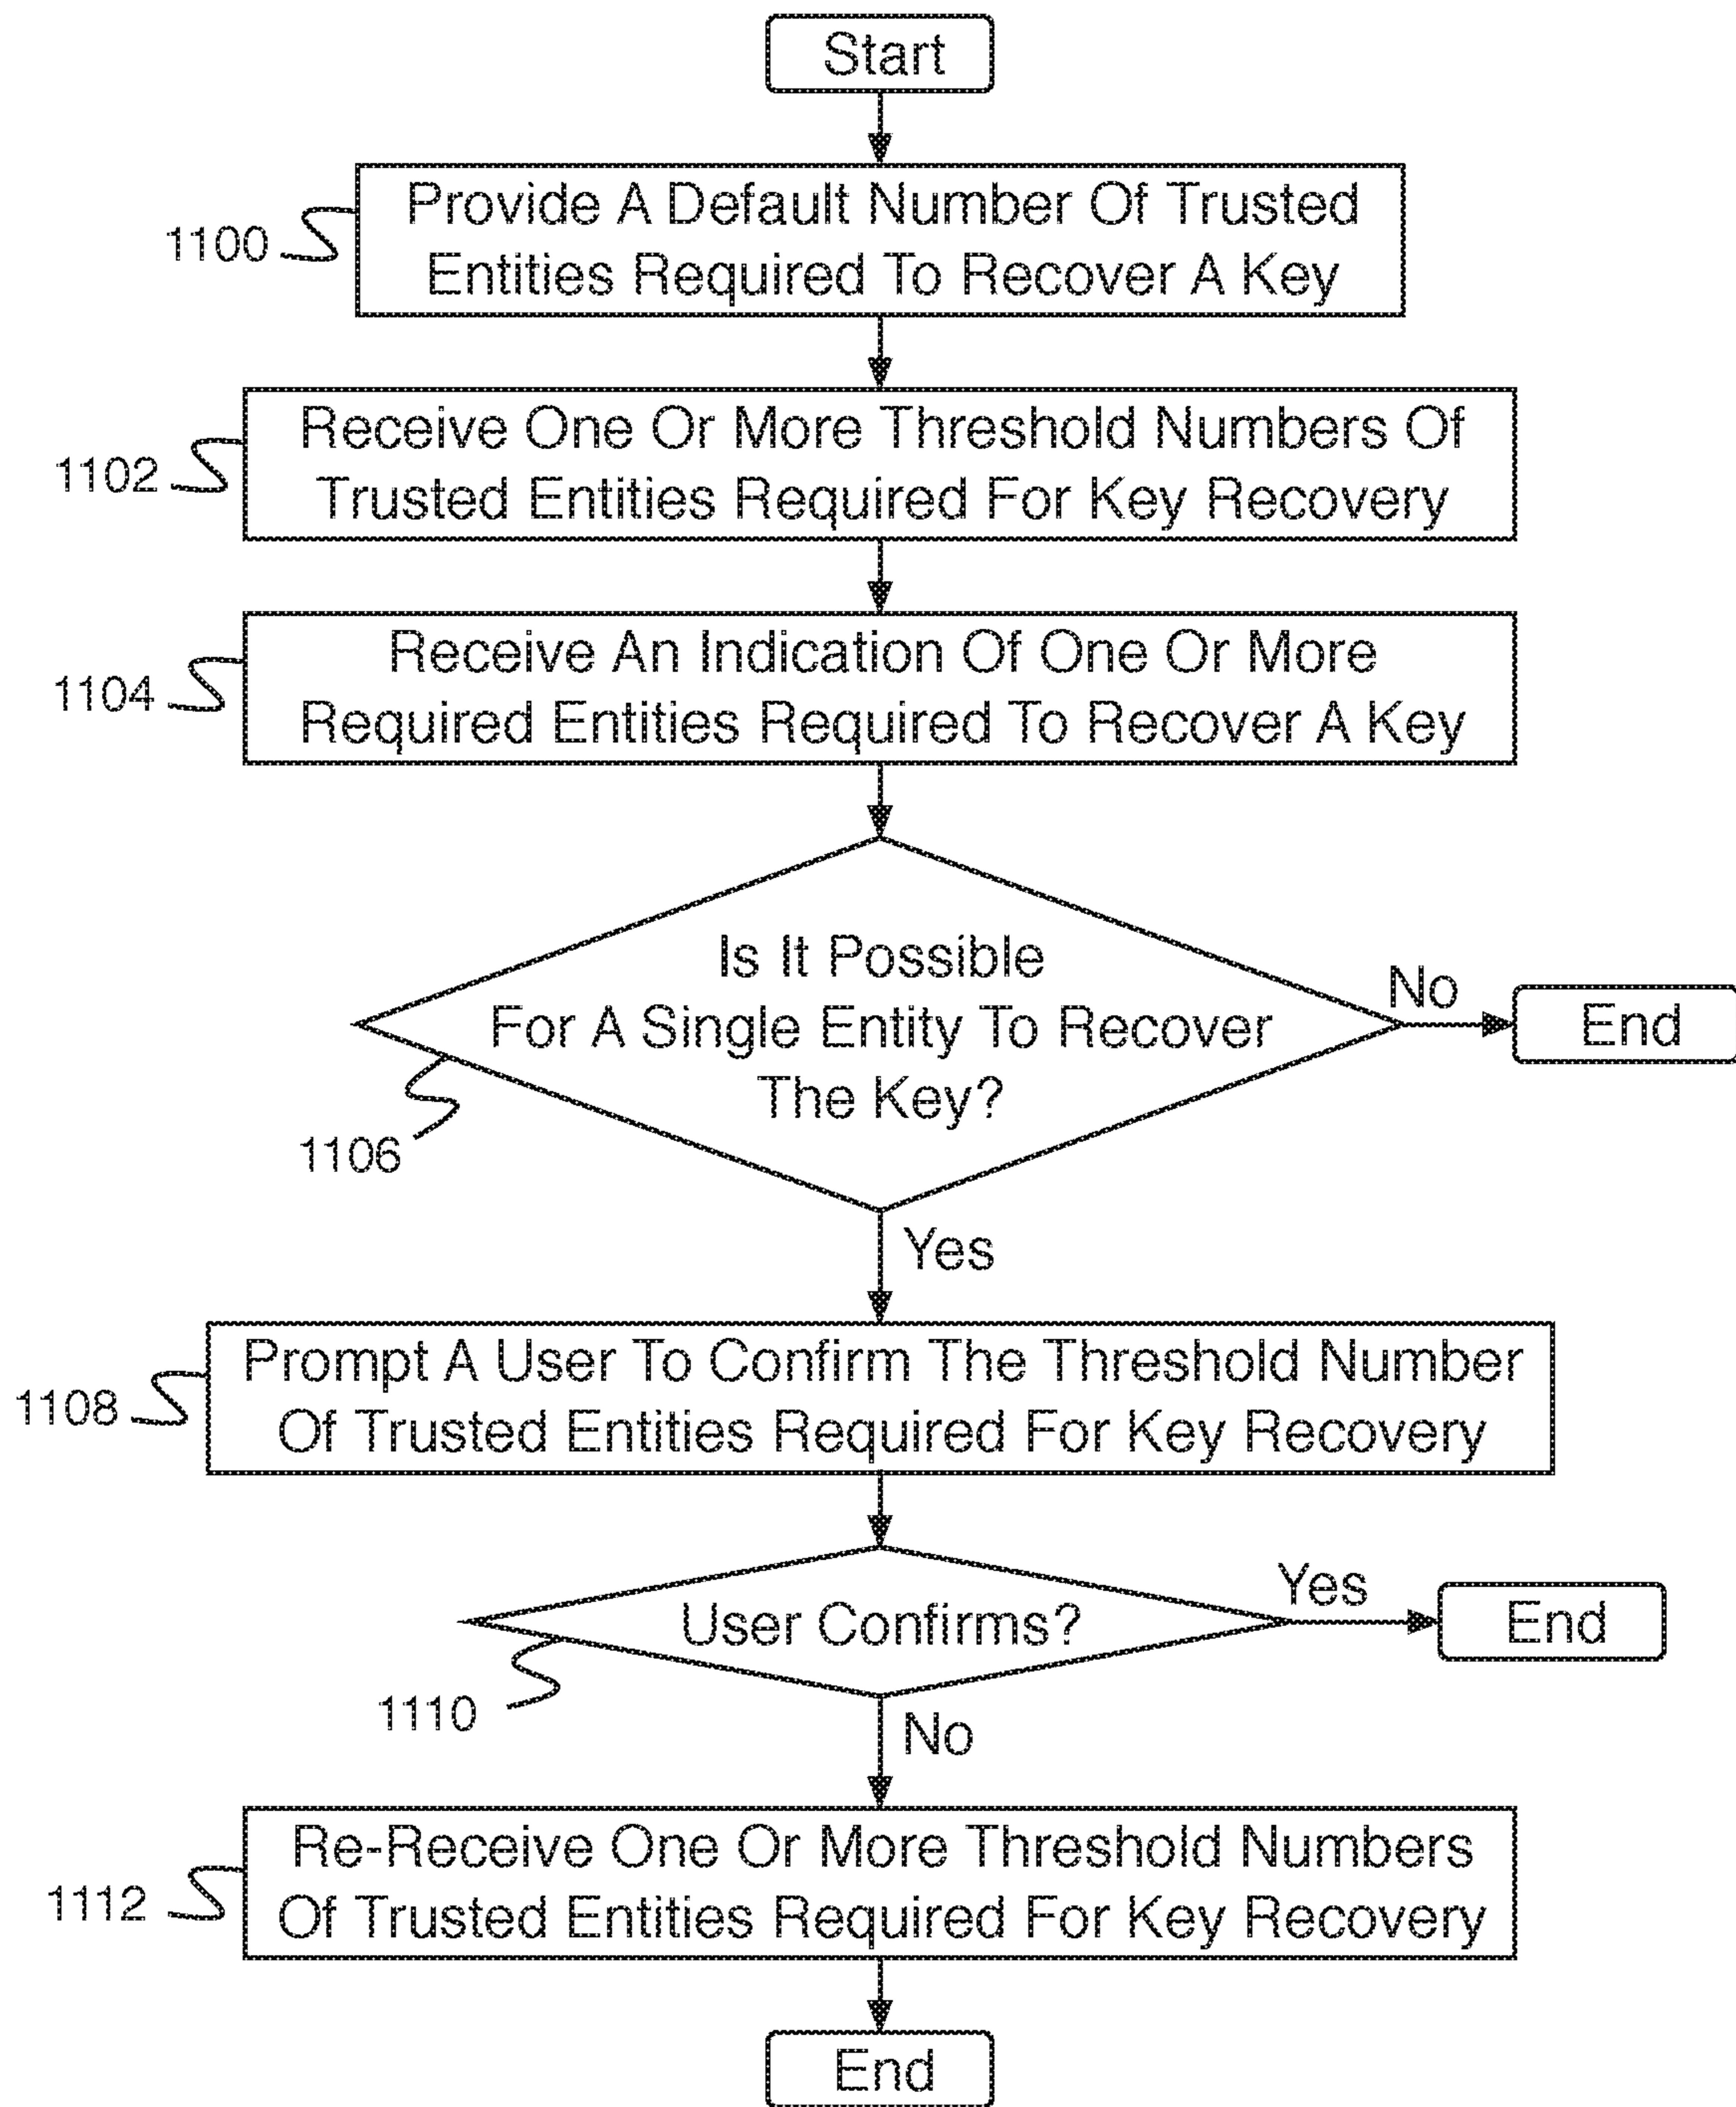 Start
Provide A Default Number Of Trusted
Entities Required To Recover A Key
1100
Receive One Or More Threshold Numbers Of
Trusted Entities Required For Key Recovery
1102
Receive An Indication Of One Or More
Required Entities Required To Recover A Key
1104
Is It Possible
For A Single Entity To Recover
The Key?
No
End
1106
Yes
Prompt A User To Confirm The Threshold Number
Of Trusted Entities Required For Key Recovery
1108
User Confirms?
Yes
End
1110
No
Re-Receive One Or More Threshold Numbers
Of Trusted Entities Required For Key Recovery
1112
End